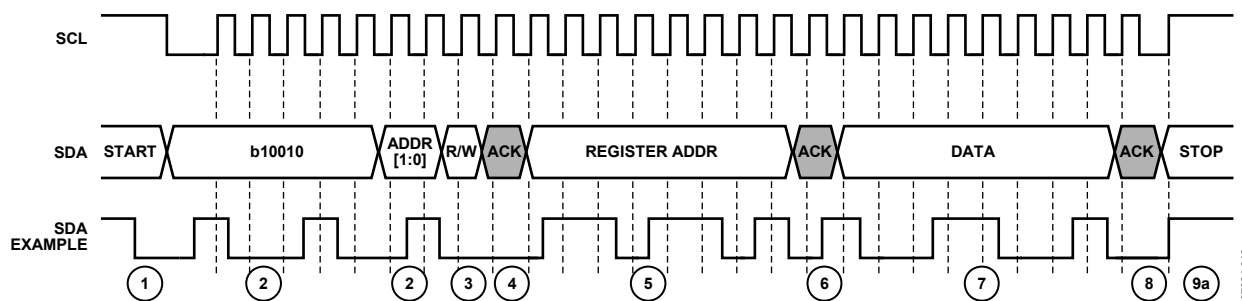 SCL
SDA
START
b10010
ADDR
[1:0]
R/W
ACK
REGISTER ADDR
ACK
DATA
ACK
STOP
SDA
EXAMPLE
1
2
2
3
4
5
6
7
8
9a